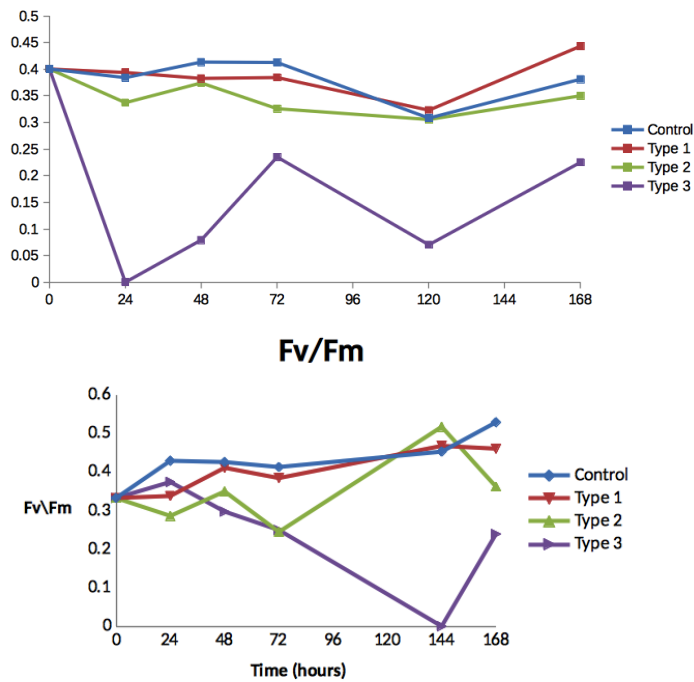 0.5
0.45
0.4
0.35
0.3
0.25
0.2
0.15
0.1
0.05
0
0 24 48 72 96 120 144 168
Control
Type 1
Type 2
Type 3
Fv/Fm
0.6
0.5
0.4
0.3
0.2
0.1
0
Fv\Fm
0 24 48 72 96 120 144 168
Time (hours)
Control
Type 1
Type 2
Type 3